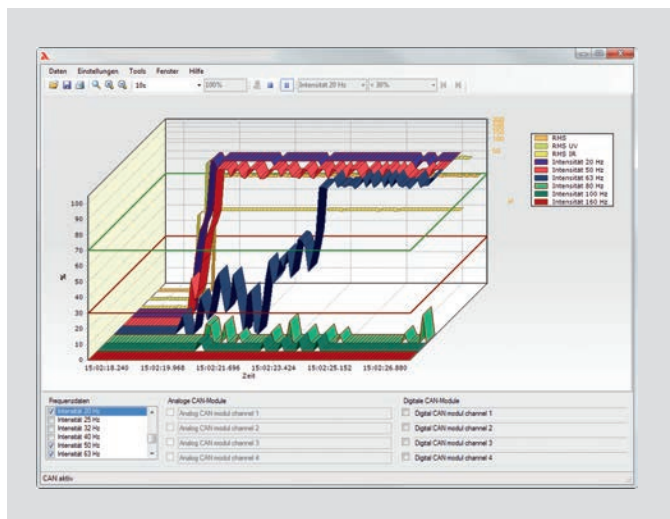 Daten Einstellungen Tools Fenster Hilfe
10s 100% Intensität 20 Hz < 30%
RHS
RHS UV
RHS IR
Intensität 20 Hz
Intensität 50 Hz
Intensität 63 Hz
Intensität 80 Hz
Intensität 100 Hz
Intensität 160 Hz
100
90
80
70
60
50
40
30
20
10
0
%
15:02:18.240 15:02:19.968 15:02:21.696 15:02:23.424 15:02:25.152 15:02:26.880
Zeit
Frequenzdaten Analoge CAN-Module Digitale CAN-Module
Intensität 20 Hz
Intensität 25 Hz
Intensität 32 Hz
Intensität 40 Hz
Intensität 50 Hz
Intensität 63 Hz
Analog CAN modul channel 1
Analog CAN modul channel 2
Analog CAN modul channel 3
Analog CAN modul channel 4
Digital CAN modul channel 1
Digital CAN modul channel 2
Digital CAN modul channel 3
Digital CAN modul channel 4
CAN aktiv